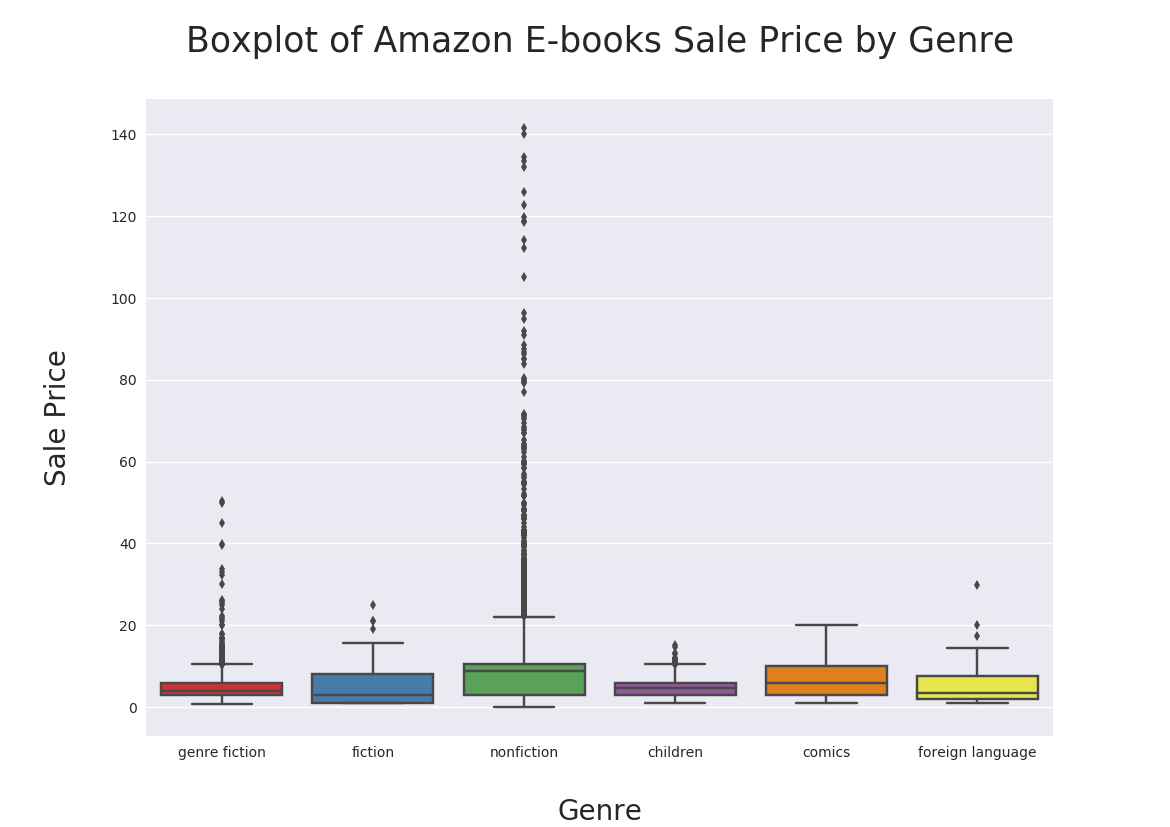 Boxplot of Amazon E-books Sale Price by Genre
140
120
100
80
60
40
20
0
Sale Price
genre fiction fiction nonfiction children comics foreign language
Genre